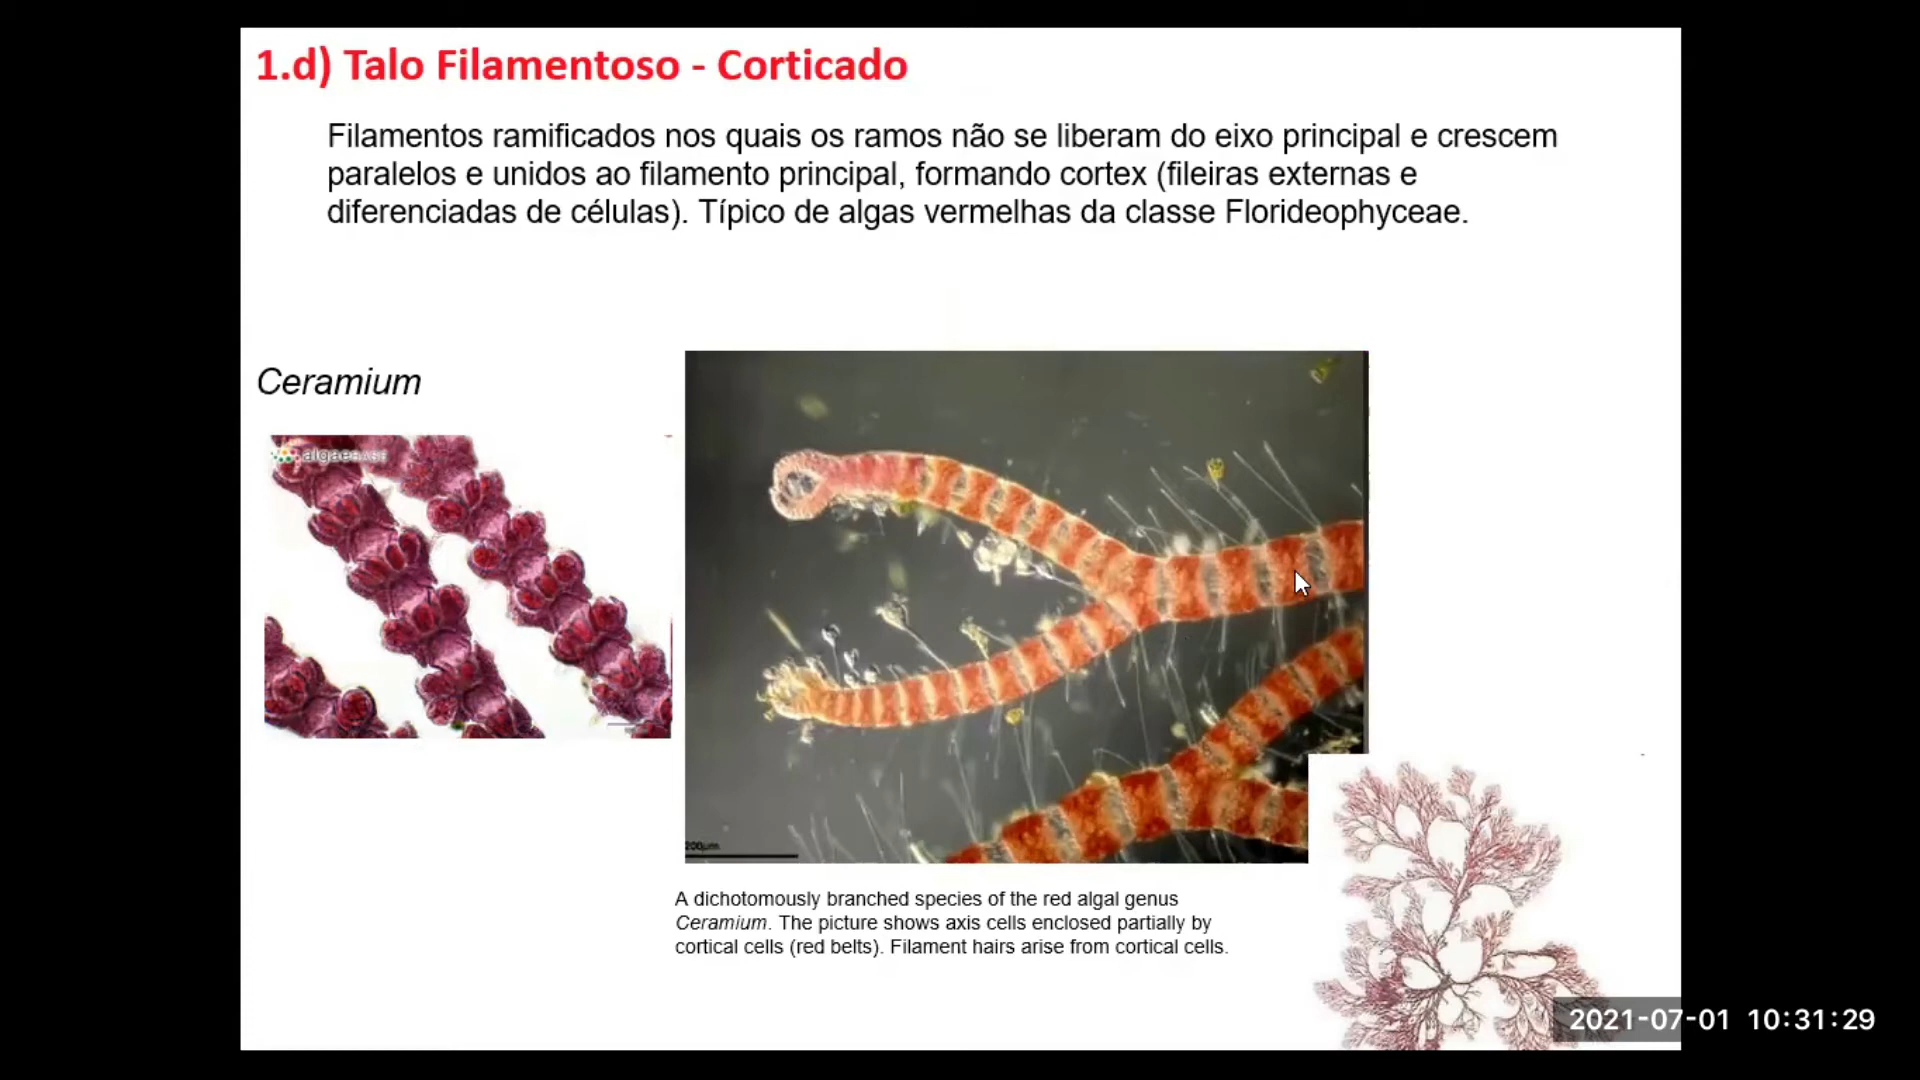 1.d) Talo Filamentoso - Corticado
Filamentos ramificados nos quais os ramos não se liberam do eixo principal e crescem
paralelos e unidos ao filamento principal, formando cortex (fileiras externas e
diferenciadas de células). Típico de algas vermelhas da classe Florideophyceae.
Ceramium
algaeBASE
200µm
A dichotomously branched species of the red algal genus
Ceramium. The picture shows axis cells enclosed partially by
cortical cells (red belts). Filament hairs arise from cortical cells.
2021-07-01 10:31:29